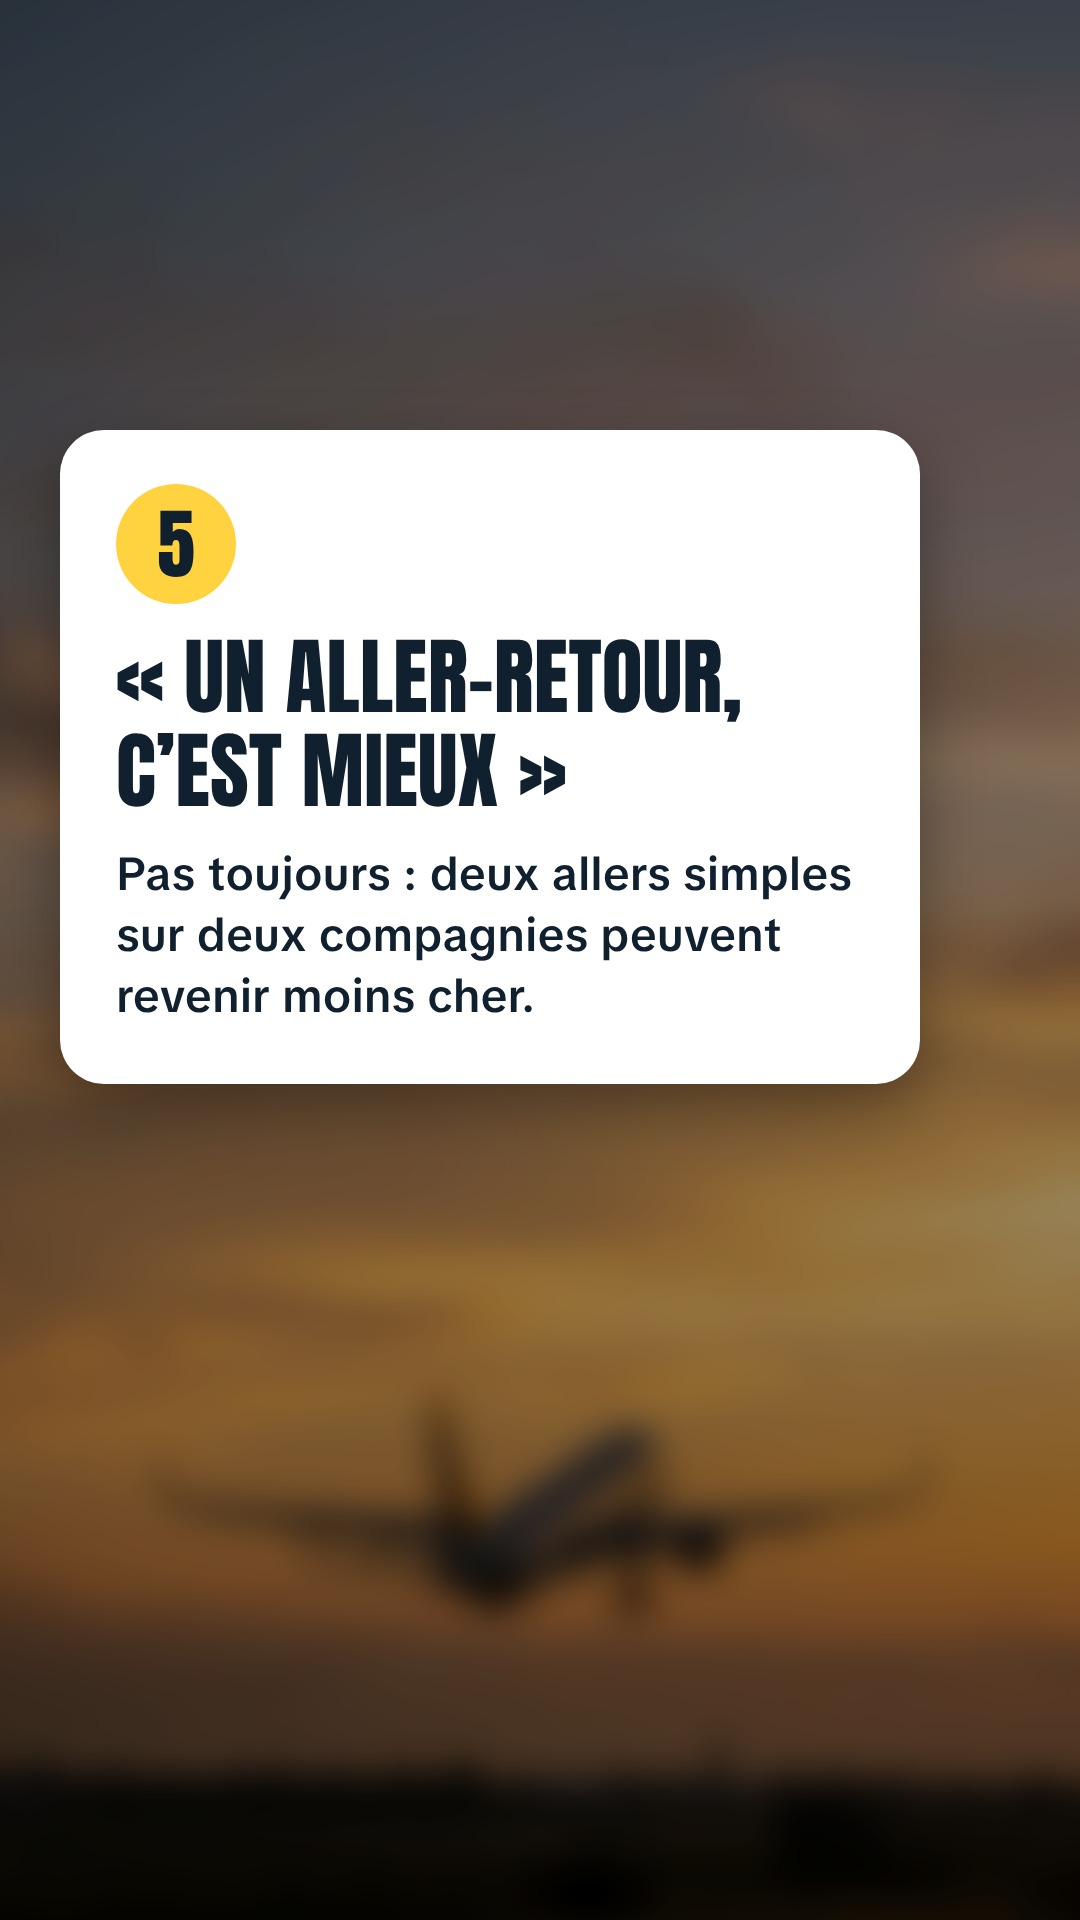 5
« UN ALLER-RETOUR,
C’EST MIEUX »
Pas toujours : deux allers simples
sur deux compagnies peuvent
revenir moins cher.